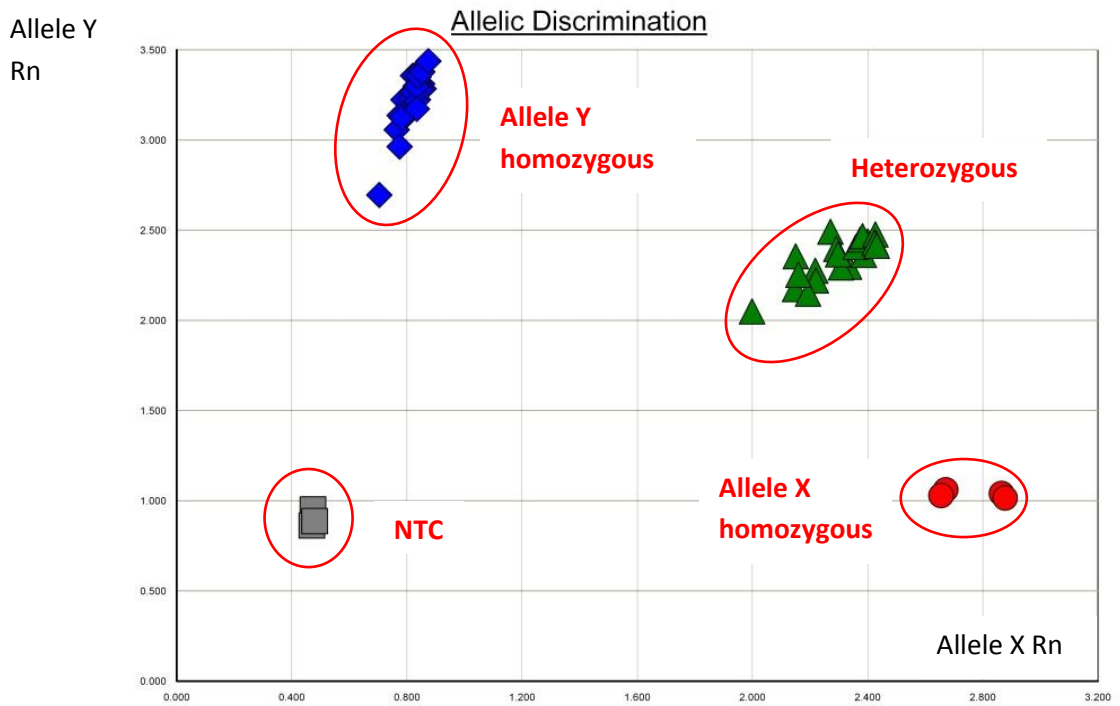 Allele Y
Rn
Allelic Discrimination
3.500
3.000
2.500
2.000
1.500
1.000
0.500
0.000
Allele Y
homozygous
Heterozygous
Allele X
homozygous
NTC
Allele X Rn
0.000 0.400 0.800 1.200 1.600 2.000 2.400 2.800 3.200